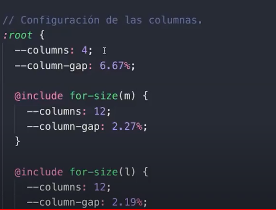 // Configuración de las columnas.
:root {
--columns: 4;
--column-gap: 6.67%;
@include for-size(m) {
--columns: 12;
--column-gap: 2.27%;
}
@include for-size(l) {
--columns: 12;
--column-gap: 2.19%;